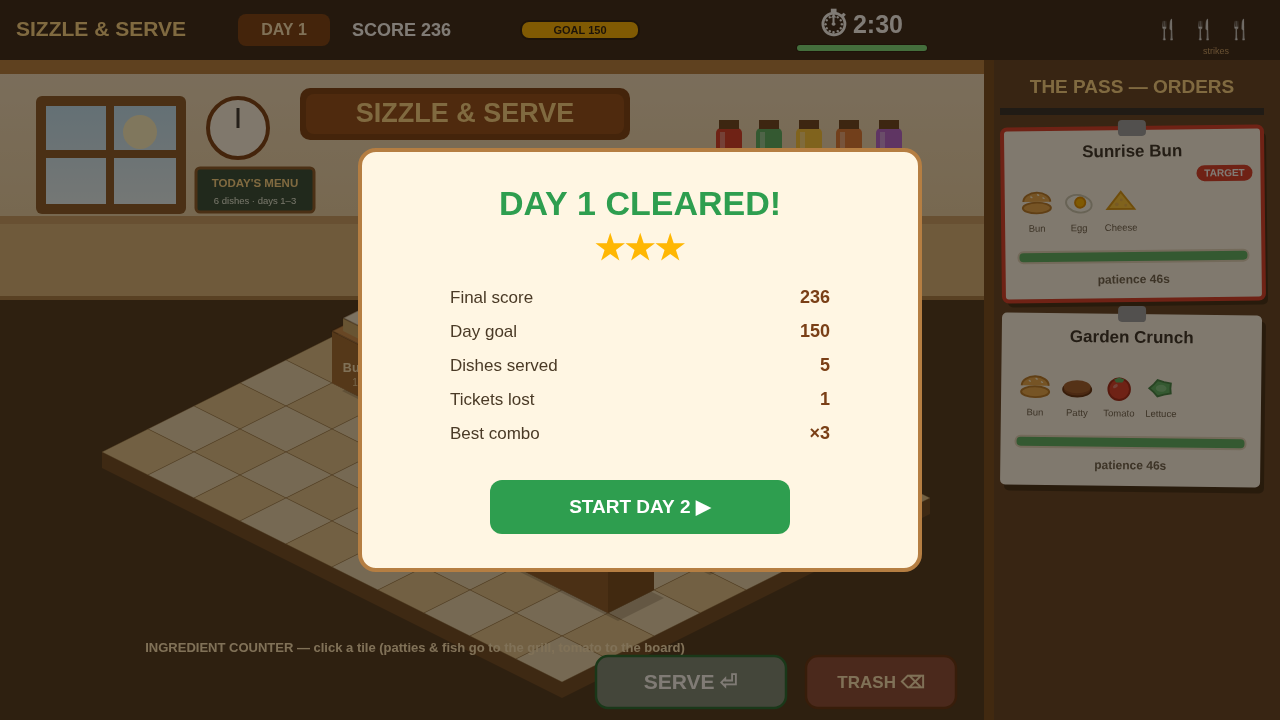 SIZZLE & SERVE
DAY 1
SCORE 236
GOAL 150
2:30
strikes
THE PASS — ORDERS
SIZZLE & SERVE
TODAY'S MENU
6 dishes · days 1–3
Sunrise Bun
TARGET
Bun Egg Cheese
patience 46s
Garden Crunch
Bun Patty Tomato Lettuce
patience 46s
DAY 1 CLEARED!
★★★
Final score 236
Day goal 150
Dishes served 5
Tickets lost 1
Best combo ×3
START DAY 2 ▶
INGREDIENT COUNTER — click a tile (patties & fish go to the grill, tomato to the board)
SERVE ⏎
TRASH ⌫